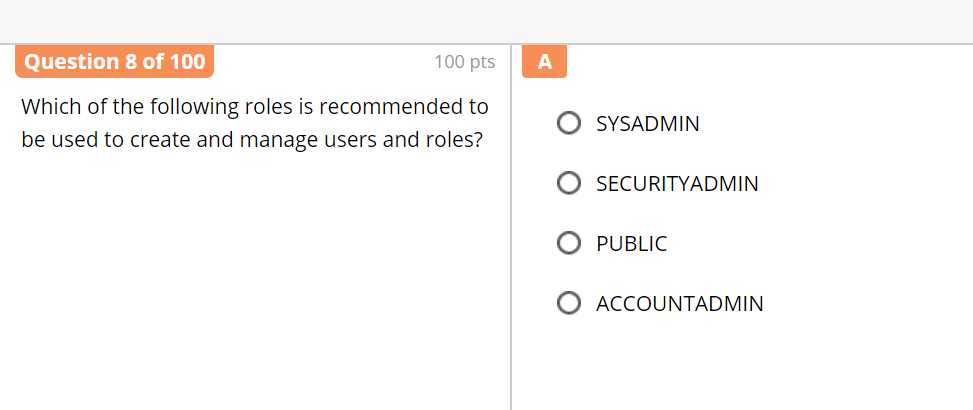 Question 8 of 100
100 pts
Which of the following roles is recommended to
be used to create and manage users and roles?
A
SYSADMIN
SECURITYADMIN
PUBLIC
ACCOUNTADMIN